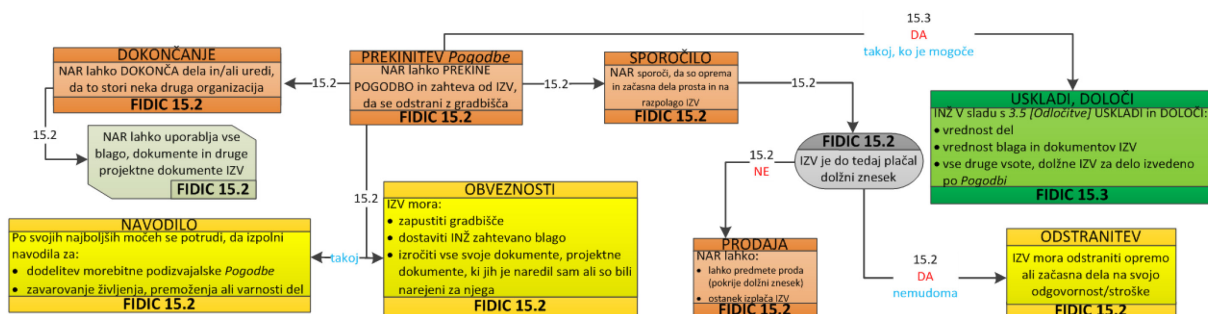 DOKONČANJE
NAR lahko DOKONČA dela in/ali uredi,
da to stori neka druga organizacija
FIDIC 15.2
15.2
15.2
NAR lahko uporablja vse
blago, dokumente in druge
projektne dokumente IZV
FIDIC 15.2
PREKINITEV Pogodbe
NAR lahko PREKINE
POGODBO in zahteva od IZV,
da se odstrani z gradbišča
FIDIC 15.2
15.2
SPOROČILO
NAR sporoči, da so oprema
in začasna dela prosta in na
razpolago IZV
FIDIC 15.2
15.2
15.3
DA
takoj, ko je mogoče
USKLADI, DOLOČI
INŽ V sladu s 3.5 [Odločitve] USKLADI in DOLOČI:
• vrednost del
• vrednost blaga in dokumentov IZV
• vse druge vsote, dolžne IZV za delo izvedeno
po Pogodbi
FIDIC 15.3
FIDIC 15.2
IZV je do tedaj plačal
dolžni znesek
15.2
NE
15.2
NAVODILO
Po svojih najboljših močeh se potrudi, da izpolni
navodila za:
• dodelitev morebitne podizvajalske Pogodbe
• zavarovanje življenja, premoženja ali varnosti del
FIDIC 15.2
takoj
OBVEZNOSTI
IZV mora:
• zapustiti gradbišče
• dostaviti INŽ zahtevano blago
• izročiti vse svoje dokumente, projektne
dokumente, ki jih je naredil sam ali so bili
narejeni za njega
FIDIC 15.2
PRODAJA
NAR lahko:
• lahko predmete proda
(pokrije dolžni znesek)
• ostanek izplača IZV
FIDIC 15.2
15.2
DA
nemudoma
ODSTRANITEV
IZV mora odstraniti opremo
ali začasna dela na svojo
odgovornost/stroške
FIDIC 15.2